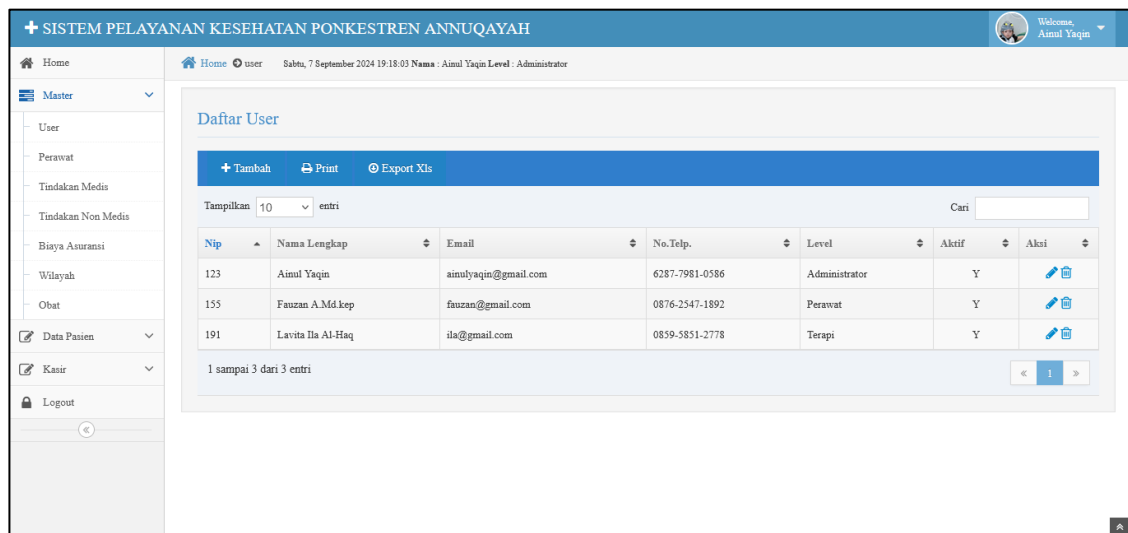 SISTEM PELAYANAN KESEHATAN PONKESTREN ANNUQAYAH
Welcome,
Ainul Yaqin
Home
Master
User
Perawat
Tindakan Medis
Tindakan Non Medis
Biaya Asuransi
Wilayah
Obat
Data Pasien
Kasir
Logout
Home user Sabtu, 7 September 2024 19:18:03 Nama : Ainul Yaqin Level : Administrator
Daftar User
Tambah Print Export Xls
Tampilkan 10 entri Cari
Nip Nama Lengkap Email No.Telp. Level Aktif Aksi
123 Ainul Yaqin ainulyaqin@gmail.com 6287-7981-0586 Administrator Y
155 Fauzan A.Md.kep fauzan@gmail.com 0876-2547-1892 Perawat Y
191 Lavita Ila Al-Haq ila@gmail.com 0859-5851-2778 Terapi Y
1 sampai 3 dari 3 entri « 1 »